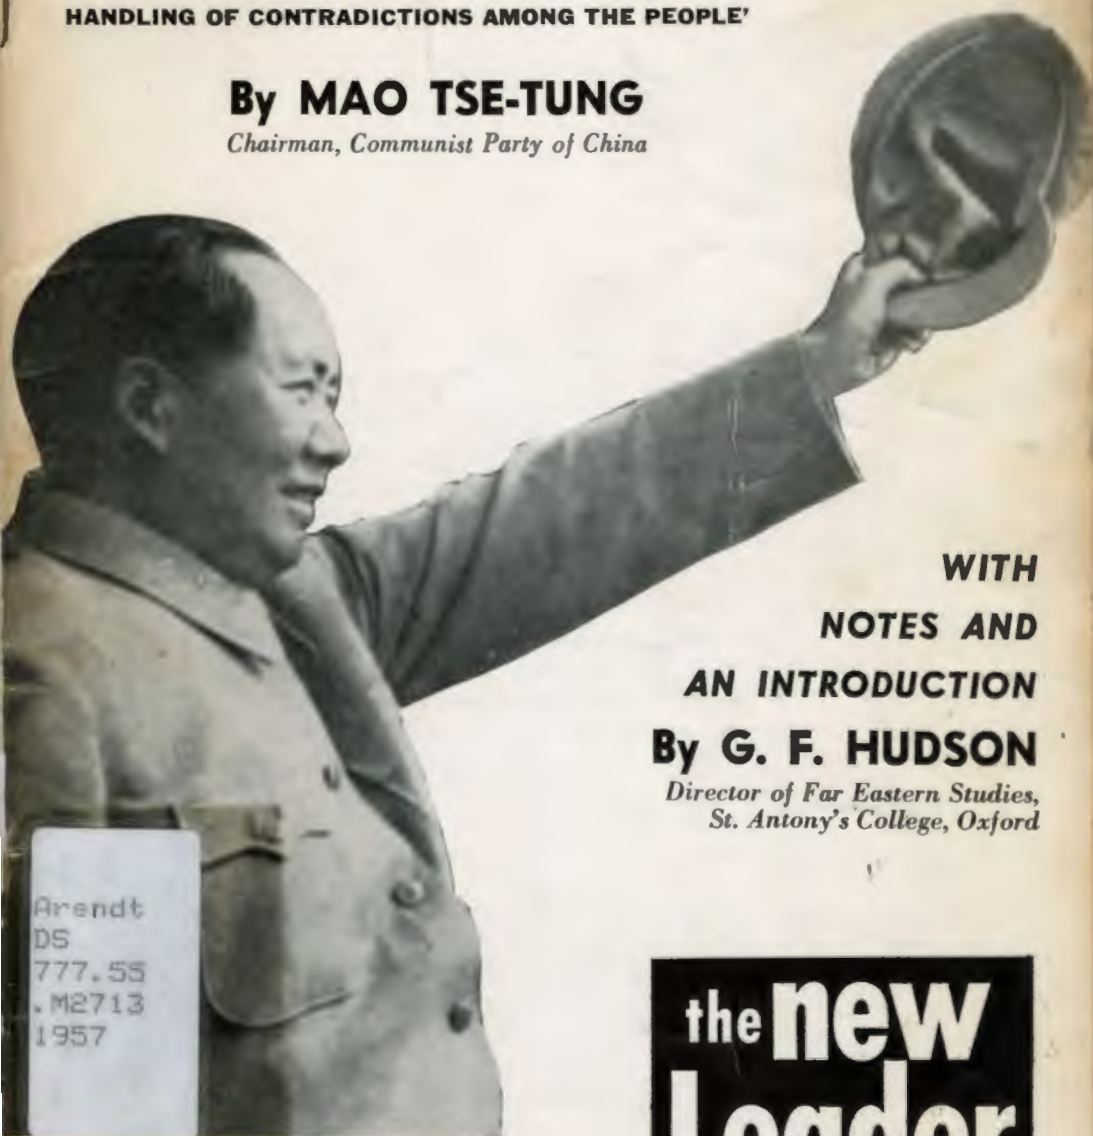 HANDLING OF CONTRADICTIONS AMONG THE PEOPLE'
By MAO TSE-TUNG
Chairman, Communist Party of China
WITH
NOTES AND
AN INTRODUCTION
By G. F. HUDSON
Director of Far Eastern Studies,
St. Antony's College, Oxford
Arendt
DS
777.55
.M2713
1957
the new
Leader